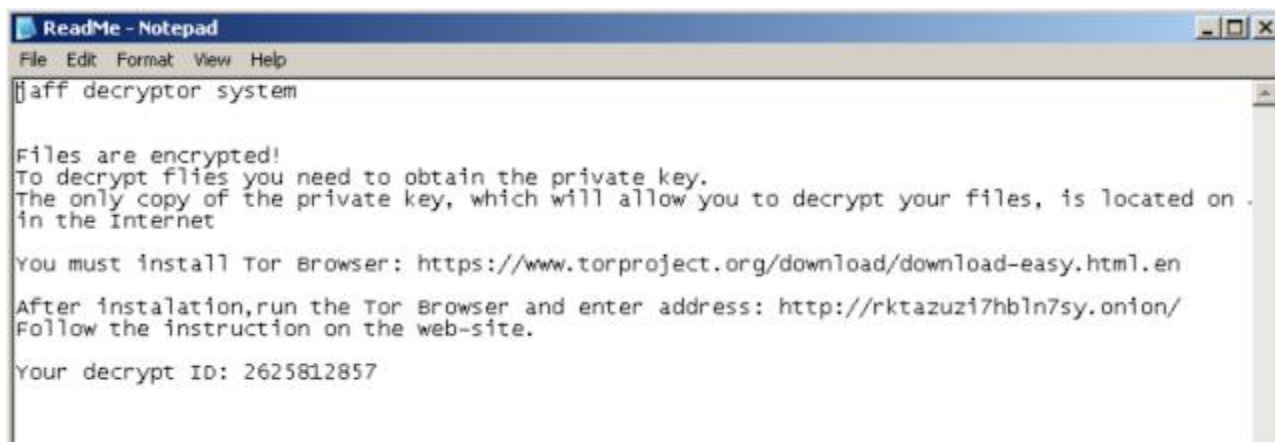 ReadMe - Notepad
File Edit Format View Help
jaff decryptor system
Files are encrypted!
To decrypt flies you need to obtain the private key.
The only copy of the private key, which will allow you to decrypt your files, is located on
in the Internet
You must install Tor Browser: https://www.torproject.org/download/download-easy.html.en
After instalation,run the Tor Browser and enter address: http://rktazuzi7hbln7sy.onion/
Follow the instruction on the web-site.
Your decrypt ID: 2625812857